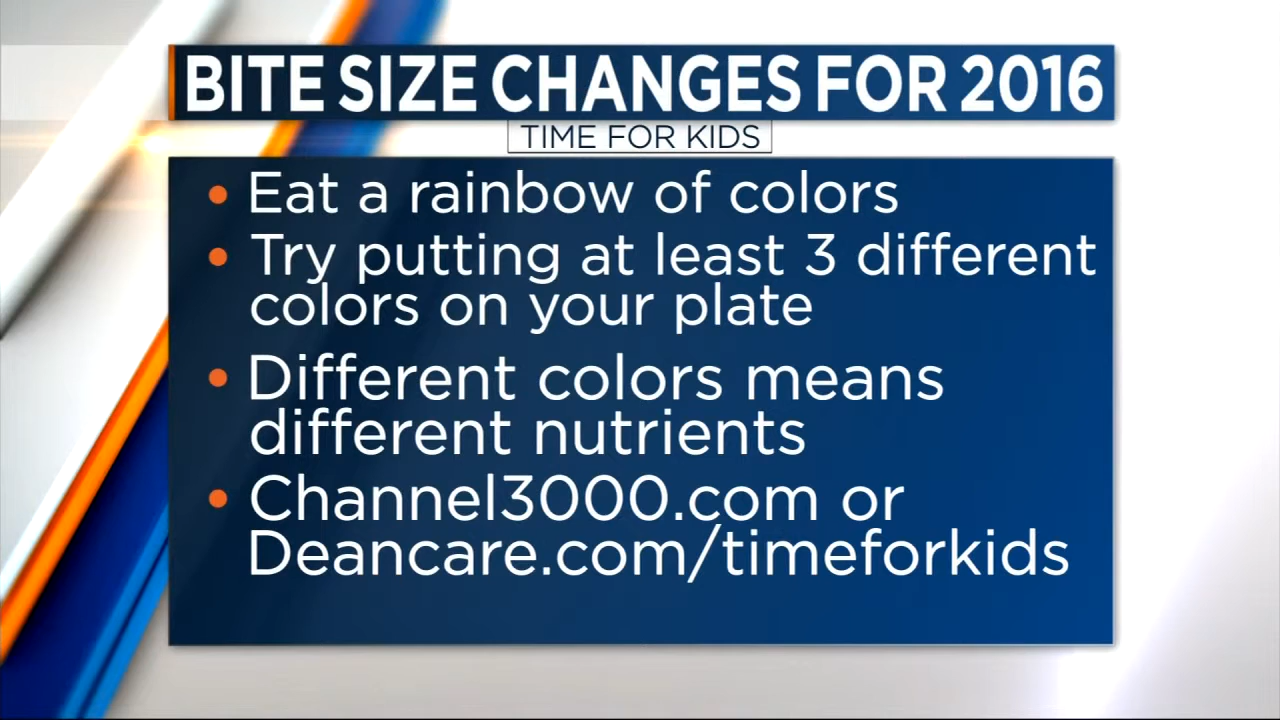 BITE SIZE CHANGES FOR 2016
TIME FOR KIDS
• Eat a rainbow of colors
• Try putting at least 3 different
colors on your plate
• Different colors means
different nutrients
• Channel3000.com or
Deancare.com/timeforkids